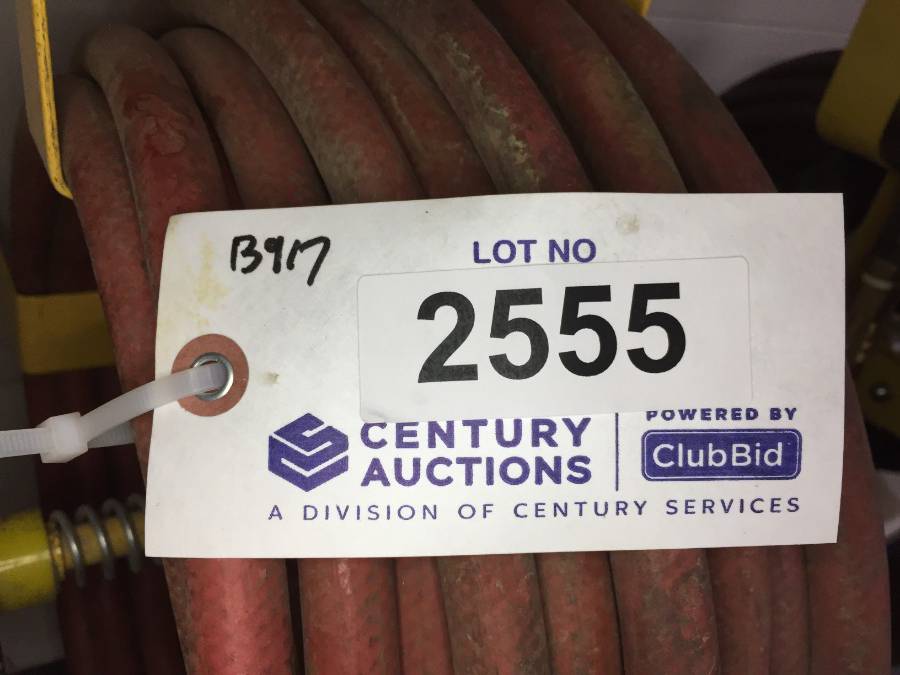 B917
LOT NO
2555
CENTURY
AUCTIONS
POWERED BY
ClubBid
A DIVISION OF CENTURY SERVICES